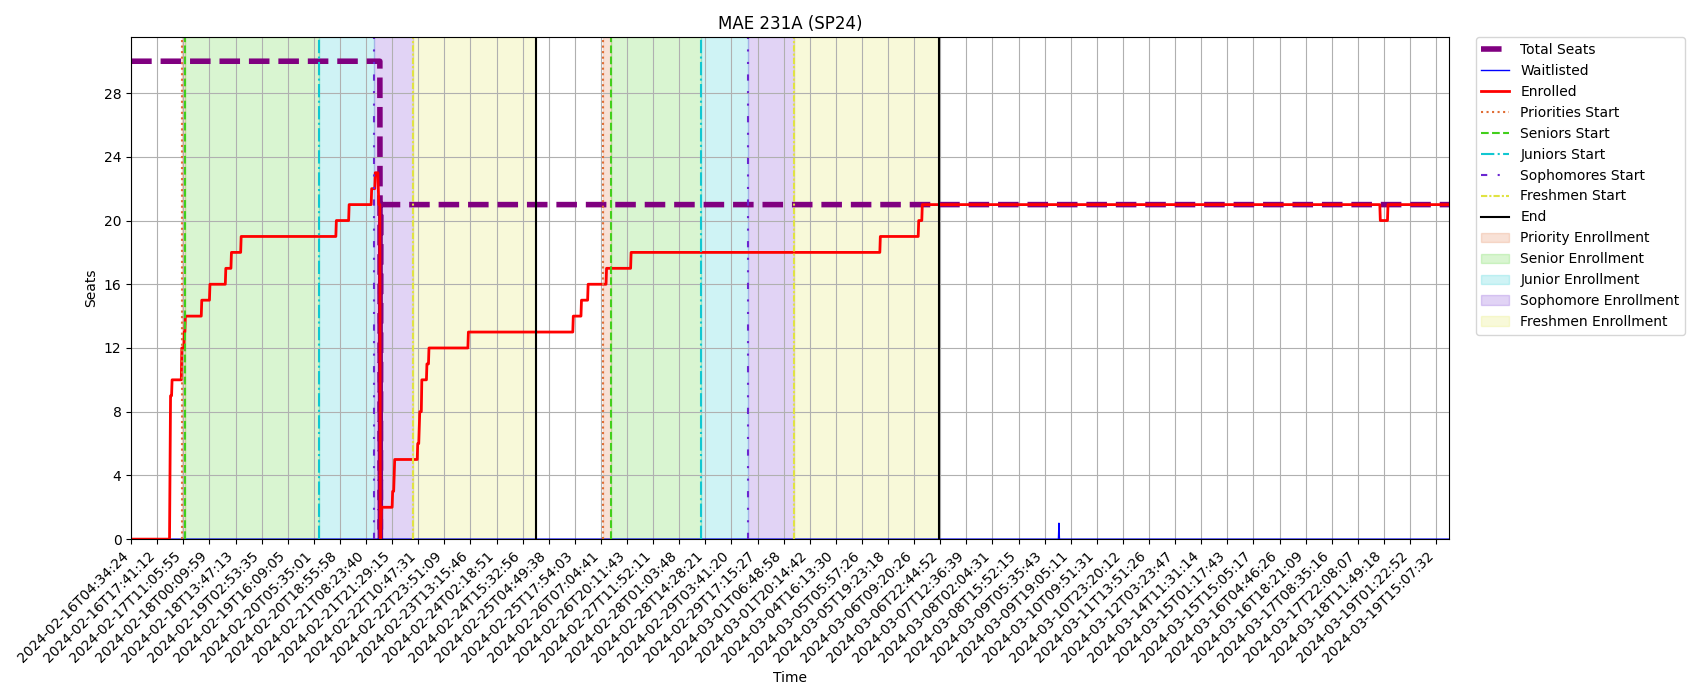 MAE 231A (SP24)
Seats
28
24
20
16
12
8
4
0
2024-02-16T04:34:24
2024-02-16T17:41:12
2024-02-17T11:05:55
2024-02-18T00:09:59
2024-02-18T13:47:13
2024-02-19T02:53:35
2024-02-19T16:09:05
2024-02-20T05:35:01
2024-02-20T18:55:58
2024-02-21T08:23:40
2024-02-21T21:29:15
2024-02-22T10:47:31
2024-02-22T23:51:09
2024-02-23T13:15:46
2024-02-24T02:18:51
2024-02-24T15:32:56
2024-02-25T04:49:38
2024-02-25T17:54:03
2024-02-26T07:04:41
2024-02-26T20:11:43
2024-02-27T11:52:11
2024-02-28T01:03:48
2024-02-28T14:28:21
2024-02-29T03:41:20
2024-02-29T17:15:27
2024-03-01T06:48:58
2024-03-01T20:14:42
2024-03-04T16:13:30
2024-03-05T05:57:26
2024-03-05T19:23:18
2024-03-06T09:20:26
2024-03-06T22:44:52
2024-03-07T12:36:39
2024-03-08T02:04:31
2024-03-08T15:52:15
2024-03-09T05:35:43
2024-03-09T19:05:11
2024-03-10T09:51:31
2024-03-10T23:20:12
2024-03-11T13:51:26
2024-03-12T03:23:47
2024-03-14T11:31:14
2024-03-15T01:17:43
2024-03-15T15:05:17
2024-03-16T04:46:26
2024-03-16T18:21:09
2024-03-17T08:35:16
2024-03-17T22:08:07
2024-03-18T11:49:18
2024-03-19T01:22:52
2024-03-19T15:07:32
Time
Total Seats
Waitlisted
Enrolled
Priorities Start
Seniors Start
Juniors Start
Sophomores Start
Freshmen Start
End
Priority Enrollment
Senior Enrollment
Junior Enrollment
Sophomore Enrollment
Freshmen Enrollment